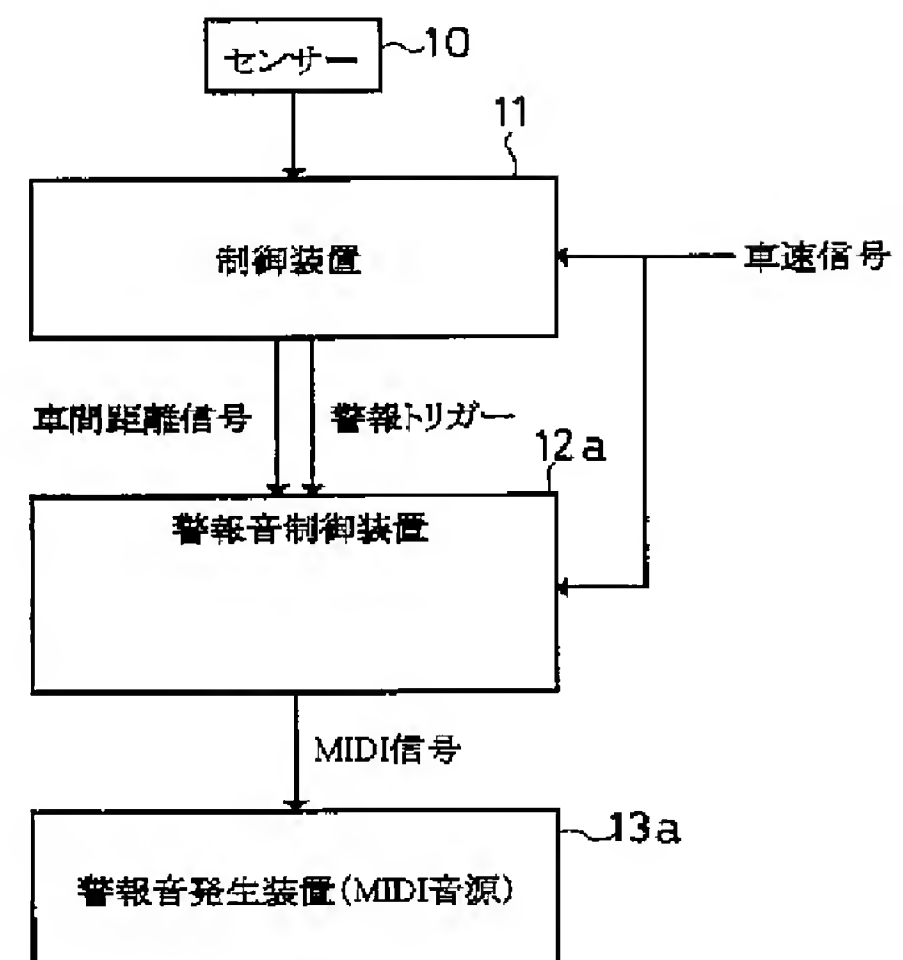 センサー
10
11
制御装置
車速信号
車間距離信号
警報トリガー
12a
警報音制御装置
MIDI信号
13a
警報音発生装置(MIDI音源)